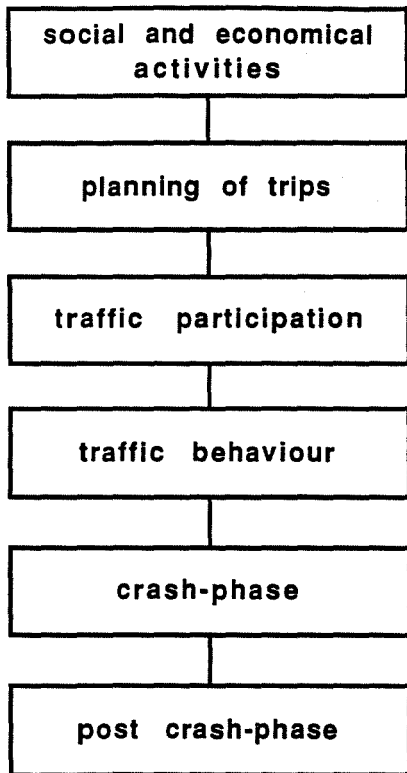 social and economical
activities
planning of trips
traffic participation
traffic behaviour
crash-phase
post crash-phase